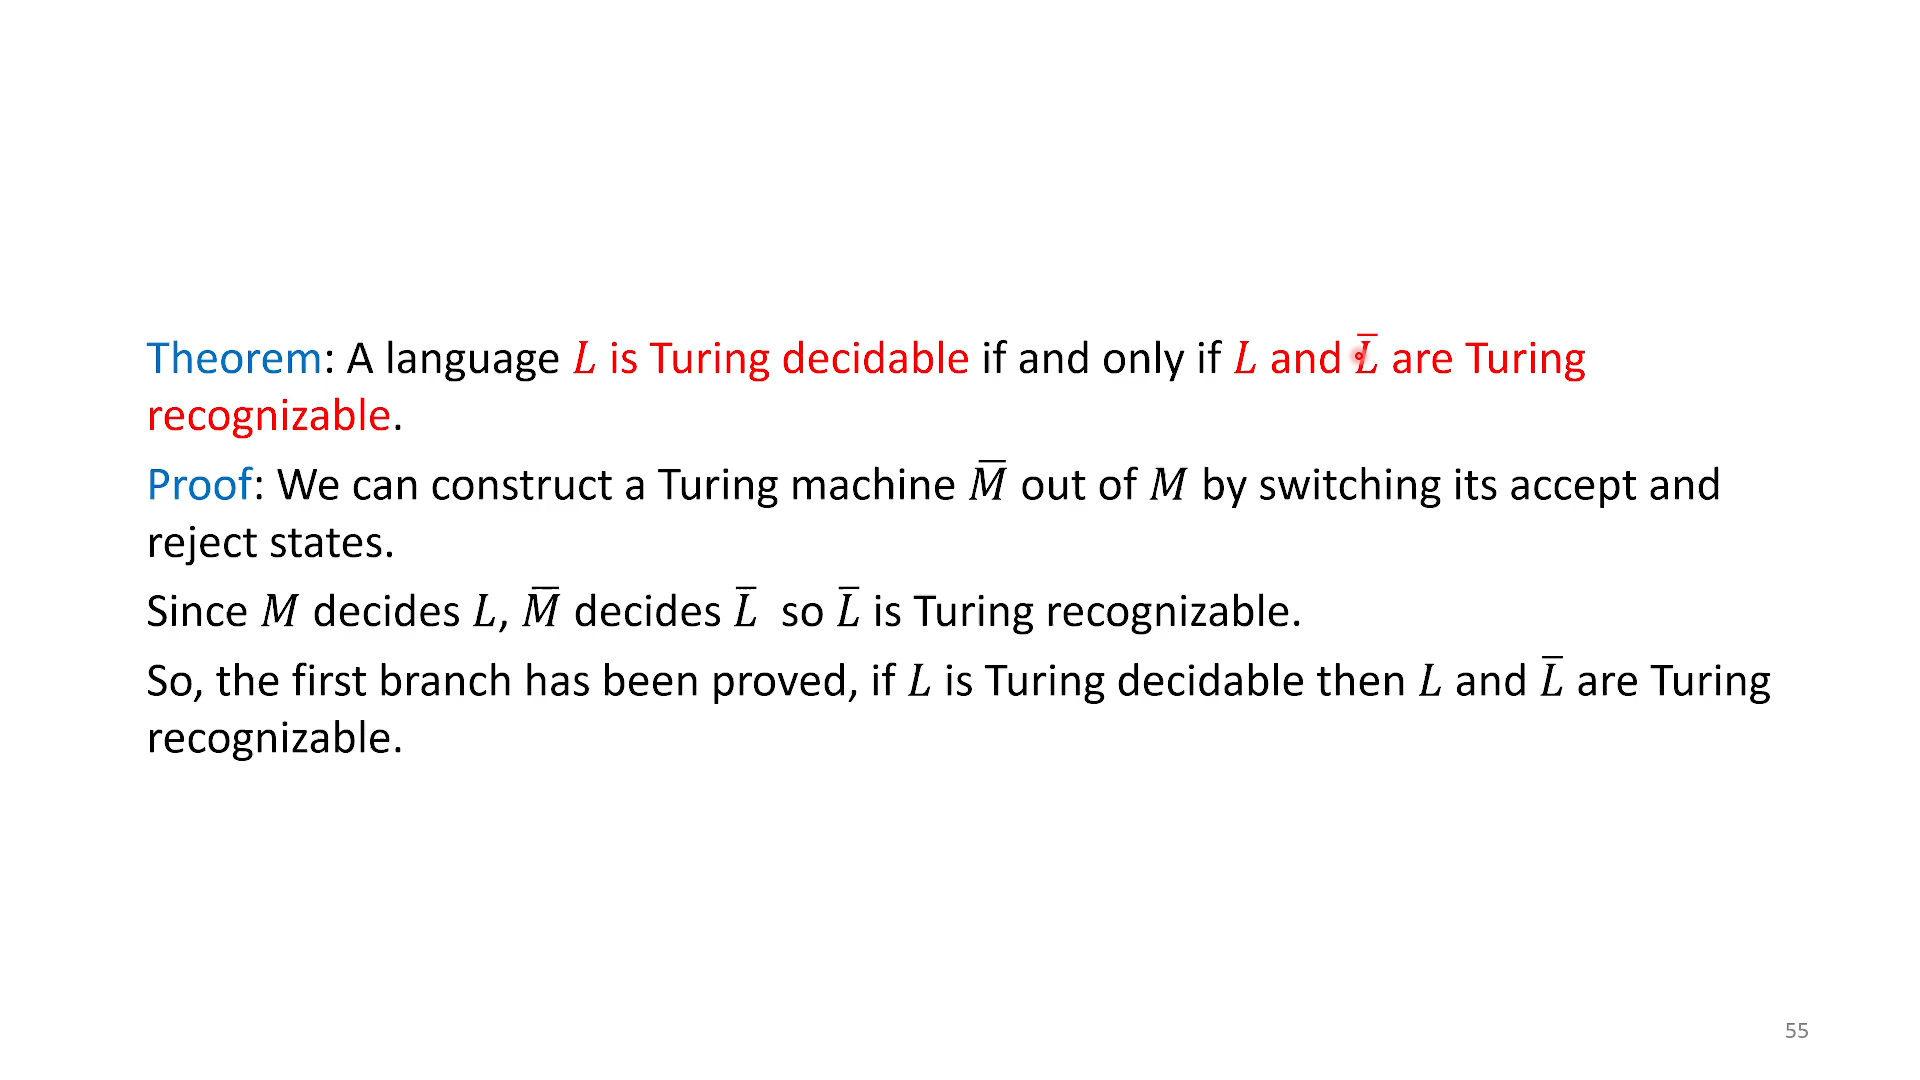 Theorem: A language 𝐿 is Turing decidable if and only if 𝐿 and 𝐿̅ are Turing
recognizable.
Proof: We can construct a Turing machine 𝑀̅ out of 𝑀 by switching its accept and
reject states.
Since 𝑀 decides 𝐿, 𝑀̅ decides 𝐿̅ so 𝐿̅ is Turing recognizable.
So, the first branch has been proved, if 𝐿 is Turing decidable then 𝐿 and 𝐿̅ are Turing
recognizable.
55